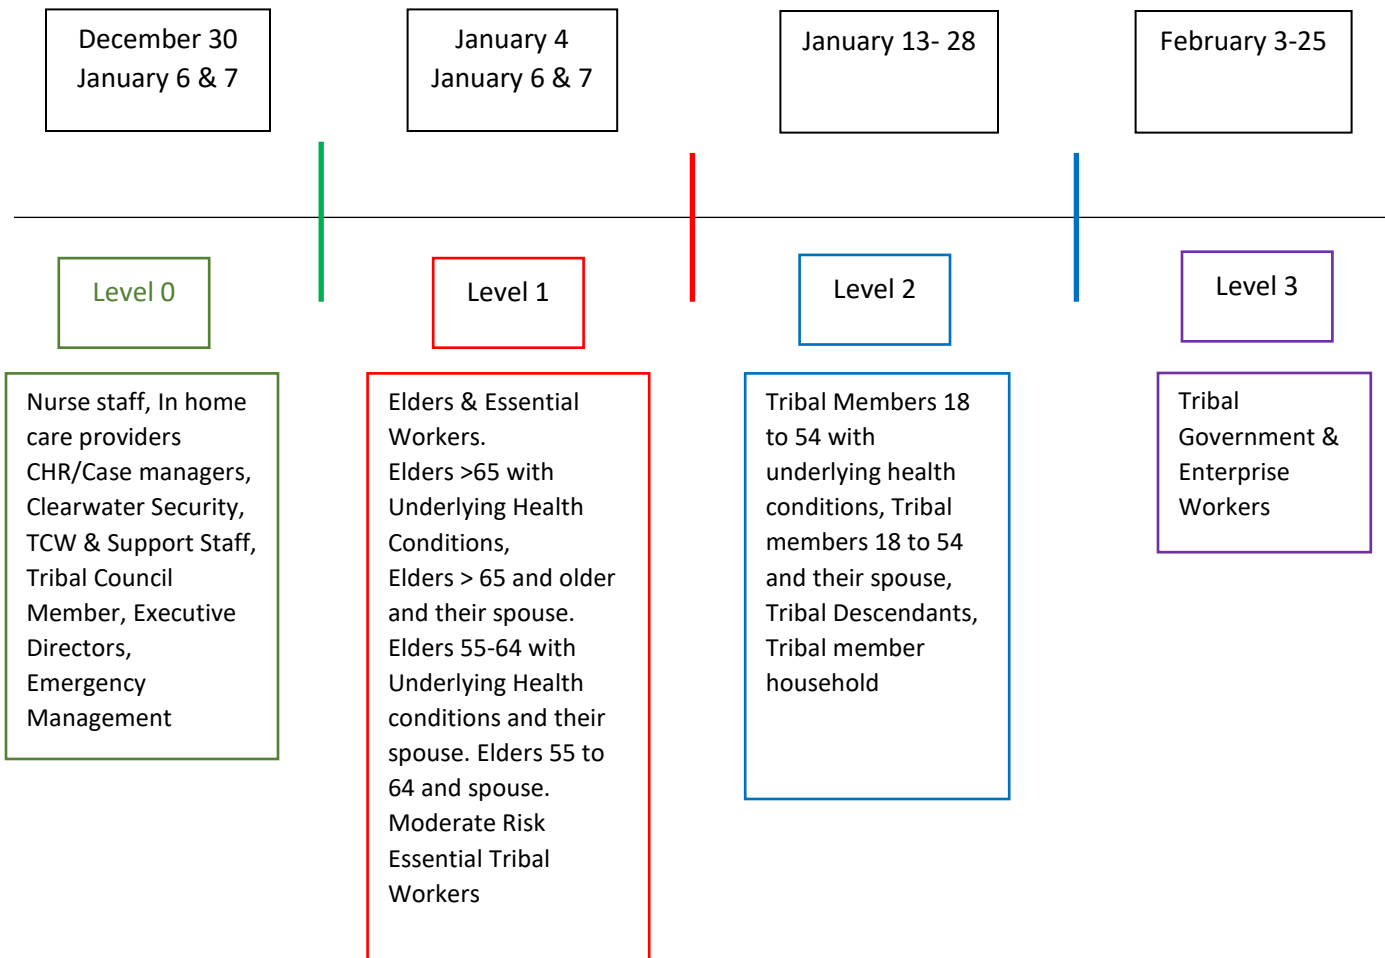 December 30
January 6 & 7
January 4
January 6 & 7
January 13- 28
February 3-25
Level 0
Level 1
Level 2
Level 3
Nurse staff, In home
care providers
CHR/Case managers,
Clearwater Security,
TCW & Support Staff,
Tribal Council
Member, Executive
Directors,
Emergency
Management
Elders & Essential
Workers.
Elders >65 with
Underlying Health
Conditions,
Elders > 65 and older
and their spouse.
Elders 55-64 with
Underlying Health
conditions and their
spouse. Elders 55 to
64 and spouse.
Moderate Risk
Essential Tribal
Workers
Tribal Members 18
to 54 with
underlying health
conditions, Tribal
members 18 to 54
and their spouse,
Tribal Descendants,
Tribal member
household
Tribal
Government &
Enterprise
Workers